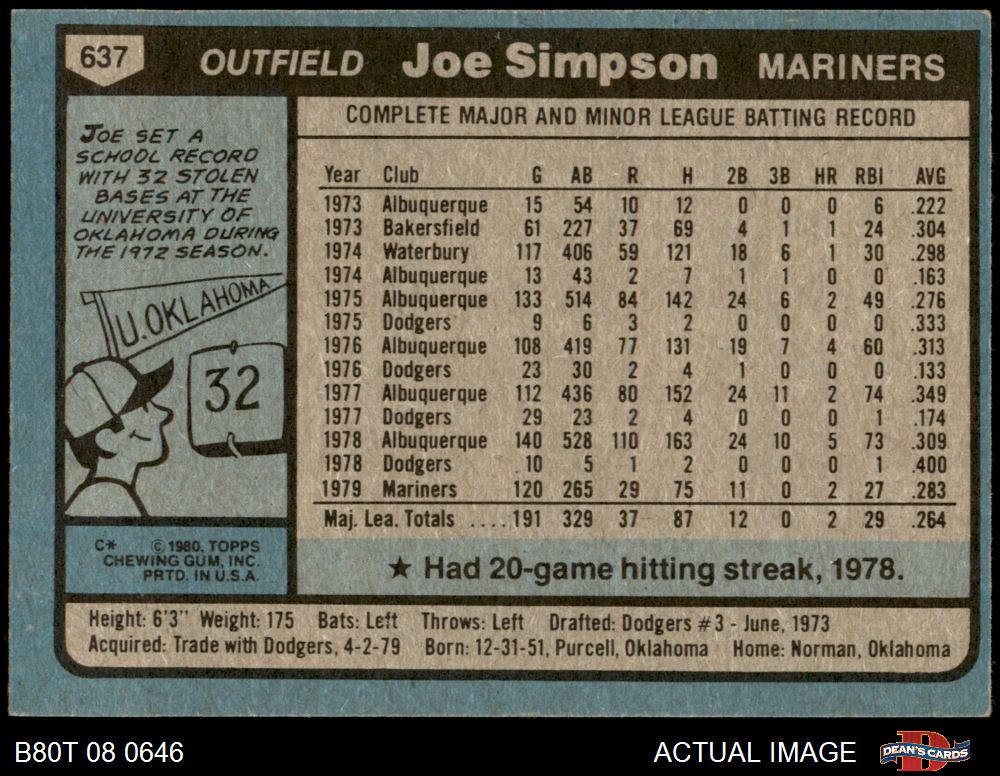 637 OUTFIELD Joe Simpson MARINERS
JOE SET A
SCHOOL RECORD
WITH 32 STOLEN
BASES AT THE
UNIVERSITY OF
OKLAHOMA DURING
THE 1972 SEASON.
U. OKLAHOMA
32
C* © 1980. TOPPS
CHEWING GUM, INC.
PRTD. IN U.S.A.
COMPLETE MAJOR AND MINOR LEAGUE BATTING RECORD
Year Club G AB R H 2B 3B HR RBI AVG
1973 Albuquerque 15 54 10 12 0 0 0 6 .222
1973 Bakersfield 61 227 37 69 4 1 1 24 .304
1974 Waterbury 117 406 59 121 18 6 1 30 .298
1974 Albuquerque 13 43 2 7 1 1 0 0 .163
1975 Albuquerque 133 514 84 142 24 6 2 49 .276
1975 Dodgers 9 6 3 2 0 0 0 0 .333
1976 Albuquerque 108 419 77 131 19 7 4 60 .313
1976 Dodgers 23 30 2 4 1 0 0 0 .133
1977 Albuquerque 112 436 80 152 24 11 2 74 .349
1977 Dodgers 29 23 2 4 0 0 0 1 .174
1978 Albuquerque 140 528 110 163 24 10 5 73 .309
1978 Dodgers 10 5 1 2 0 0 0 1 .400
1979 Mariners 120 265 29 75 11 0 2 27 .283
Maj. Lea. Totals ....191 329 37 87 12 0 2 29 .264
★ Had 20-game hitting streak, 1978.
Height: 6'3" Weight: 175 Bats: Left Throws: Left Drafted: Dodgers #3 - June, 1973
Acquired: Trade with Dodgers, 4-2-79 Born: 12-31-51, Purcell, Oklahoma Home: Norman, Oklahoma
B80T 08 0646 ACTUAL IMAGE D DEAN'S CARDS